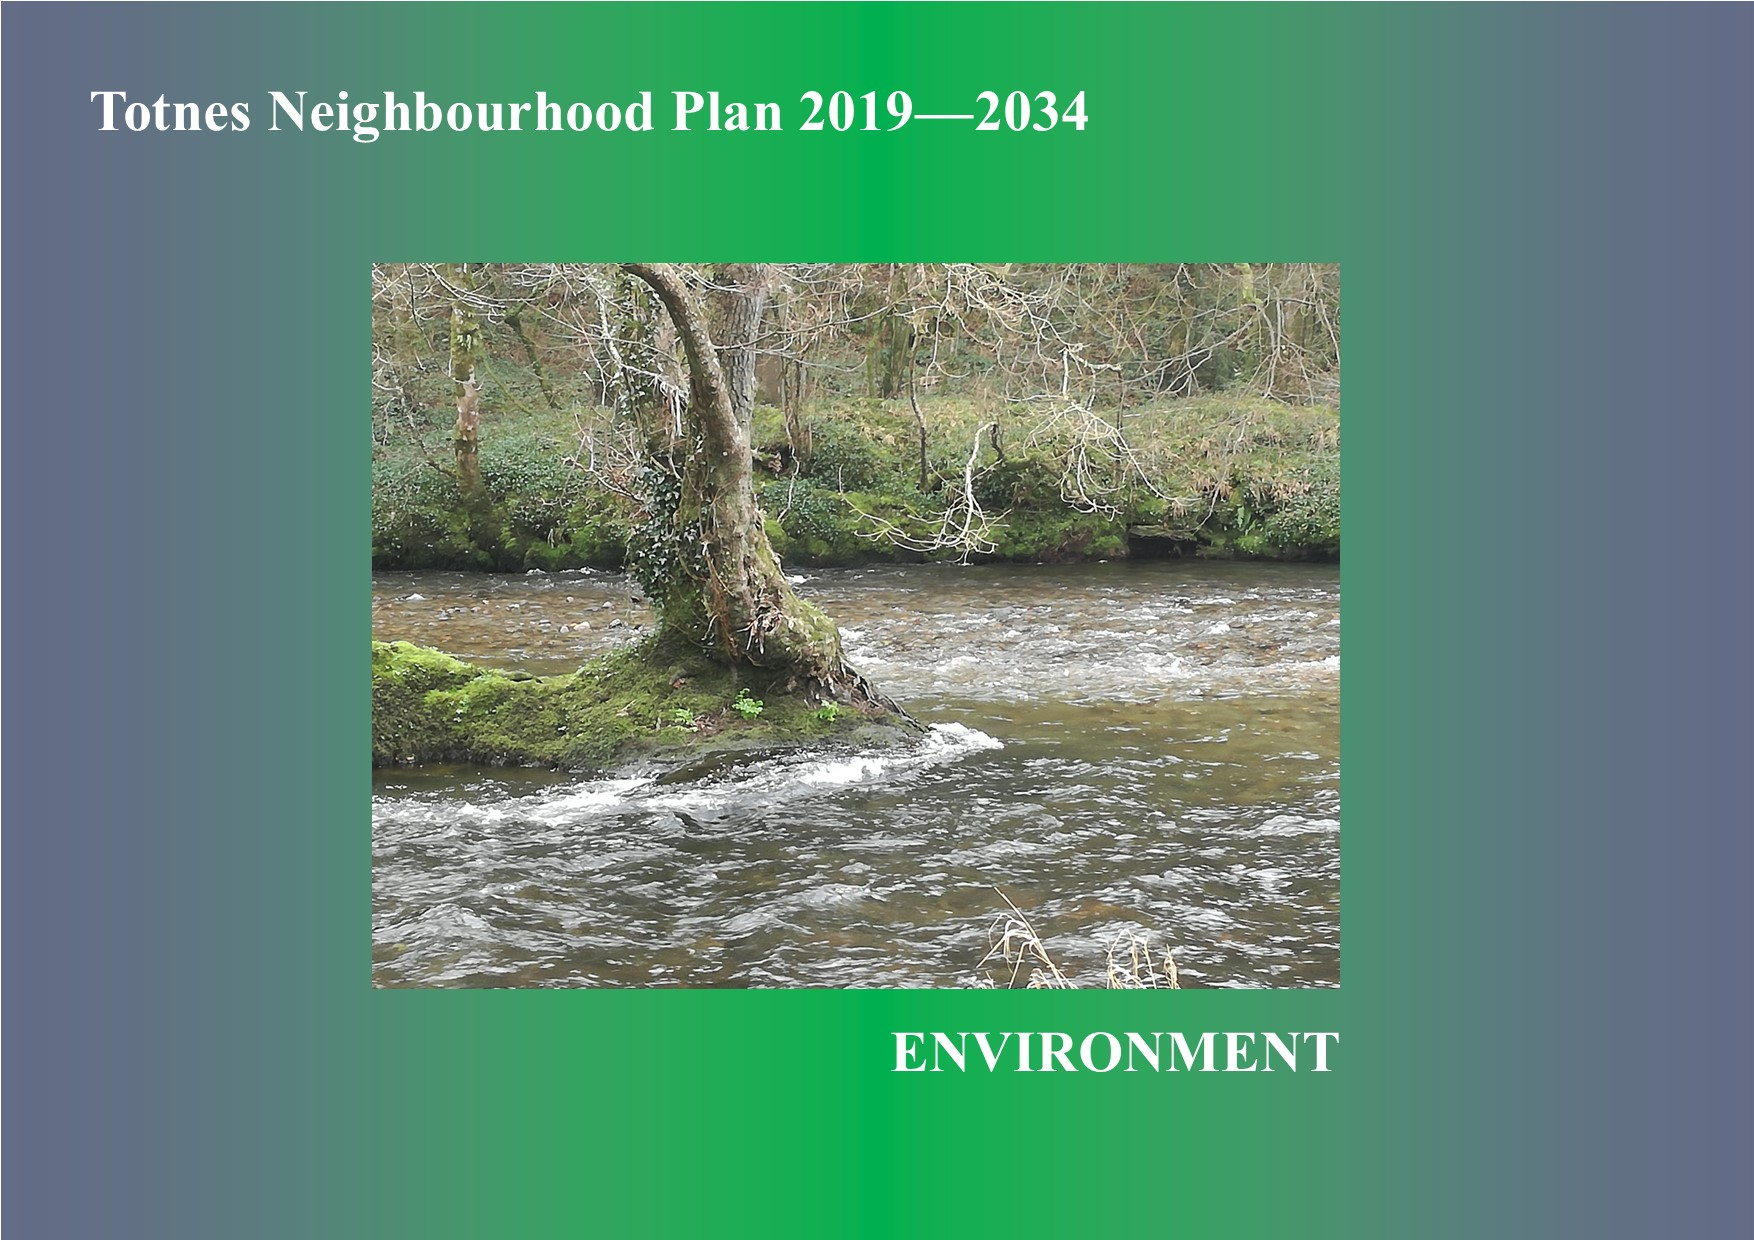 Totnes Neighbourhood Plan 2019—2034
ENVIRONMENT